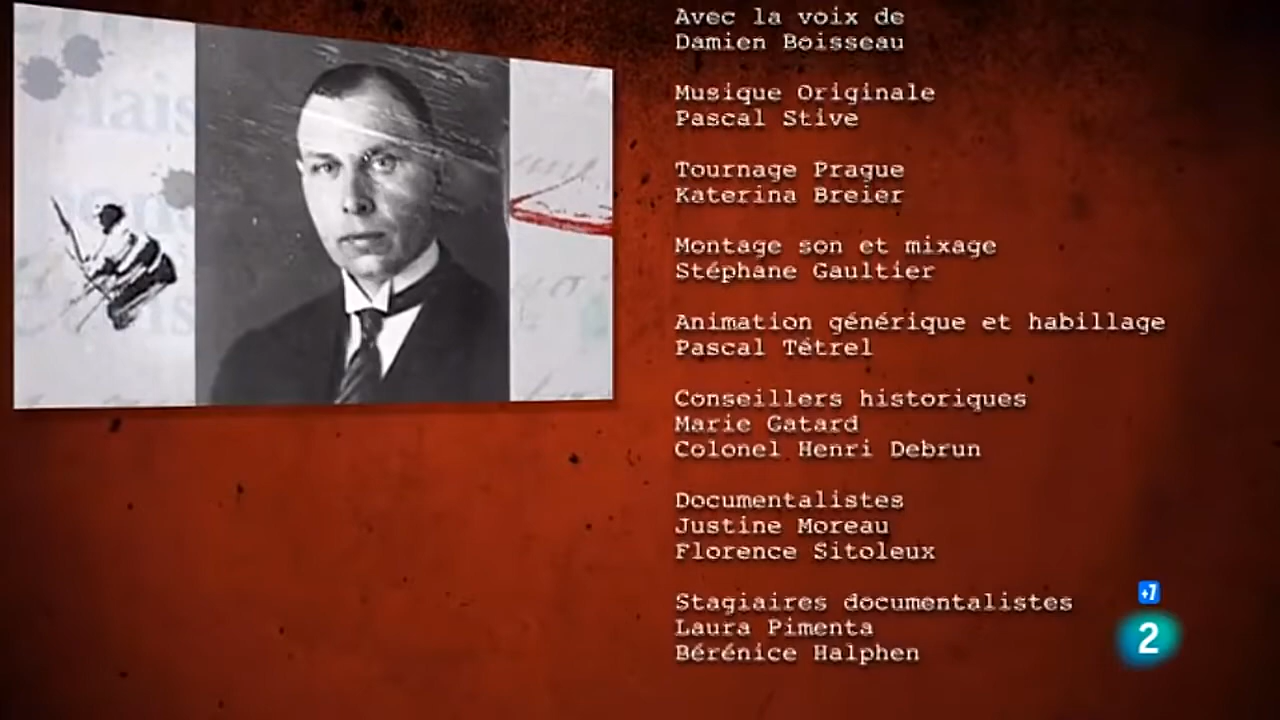 Avec la voix de
Damien Boisseau
Musique Originale
Pascal Stive
Tournage Prague
Katerina Breier
Montage son et mixage
Stéphane Gaultier
Animation générique et habillage
Pascal Tétrel
Conseillers historiques
Marie Gatard
Colonel Henri Debrun
Documentalistes
Justine Moreau
Florence Sitoleux
Stagiaires documentalistes
Laura Pimenta
Bérénice Halphen
+7
2